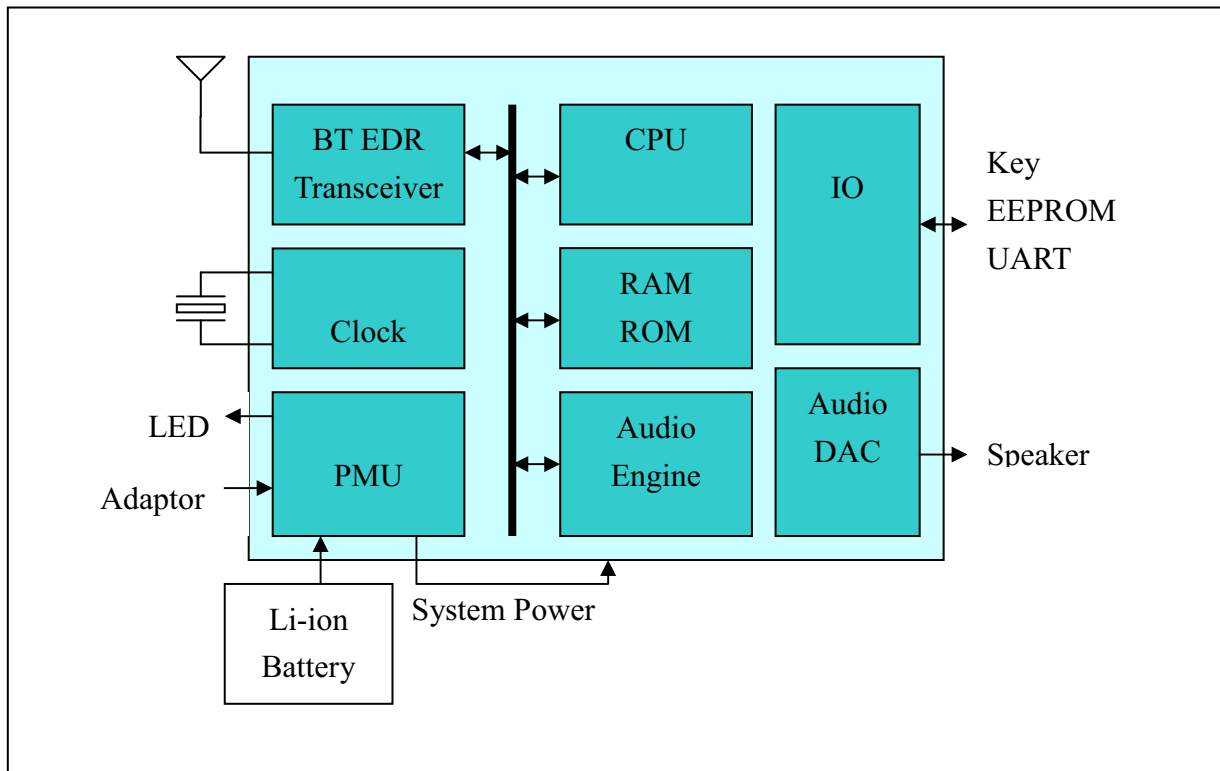 BT EDR
Transceiver
CPU
IO
Key
EEPROM
UART
Clock
RAM
ROM
LED
Adaptor
PMU
Audio
Engine
Audio
DAC
Speaker
Li-ion
Battery
System Power